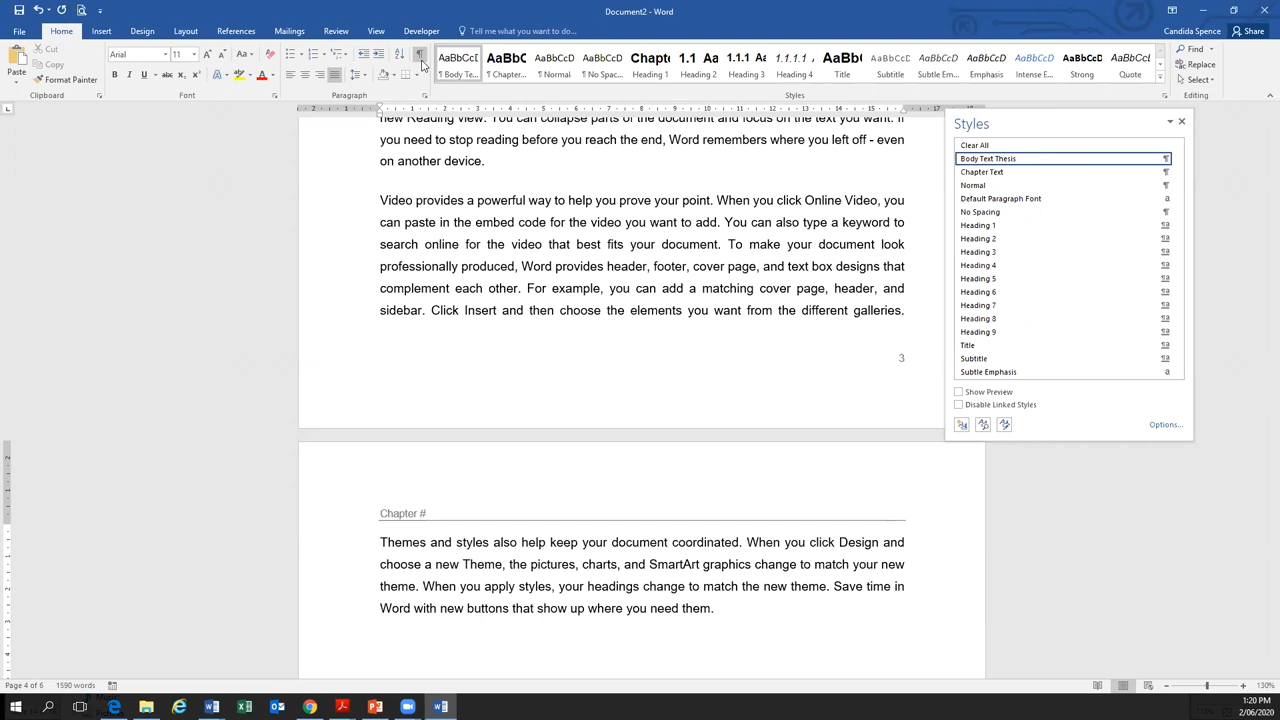 Document2 - Word
File Home Insert Design Layout References Mailings Review View Developer Tell me what you want to do... Candida Spence Share
Paste Cut Copy Format Painter Clipboard
Arial 11 Font
Paragraph
AaBbCcD AaBbC AaBbCcD AaBbCcD Chapt 1.1 1.1.1 Aa 1.1.1.1 AaBb AaBbCcD AaBbCcD AaBbCcD AaBbCcD AaBbCcD AaBbCcD
¶ Body Te... ¶ Chapter... ¶ Normal ¶ No Spac... Heading 1 Heading 2 Heading 3 Heading 4 Title Subtitle Subtle Em... Emphasis Intense E... Strong Quote
Styles
Find
Replace
Select
Editing
new Reading view. You can collapse parts of the document and focus on the text you want. If
you need to stop reading before you reach the end, Word remembers where you left off - even
on another device.
Video provides a powerful way to help you prove your point. When you click Online Video, you
can paste in the embed code for the video you want to add. You can also type a keyword to
search online for the video that best fits your document. To make your document look
professionally produced, Word provides header, footer, cover page, and text box designs that
complement each other. For example, you can add a matching cover page, header, and
sidebar. Click Insert and then choose the elements you want from the different galleries.
3
Chapter #
Themes and styles also help keep your document coordinated. When you click Design and
choose a new Theme, the pictures, charts, and SmartArt graphics change to match your new
theme. When you apply styles, your headings change to match the new theme. Save time in
Word with new buttons that show up where you need them.
Styles
Clear All
Body Text Thesis
Chapter Text
Normal
Default Paragraph Font
No Spacing
Heading 1
Heading 2
Heading 3
Heading 4
Heading 5
Heading 6
Heading 7
Heading 8
Heading 9
Title
Subtitle
Subtle Emphasis
Show Preview
Disable Linked Styles
Options...
Page 4 of 6 1590 words 130%
1:20 PM
2/06/2020